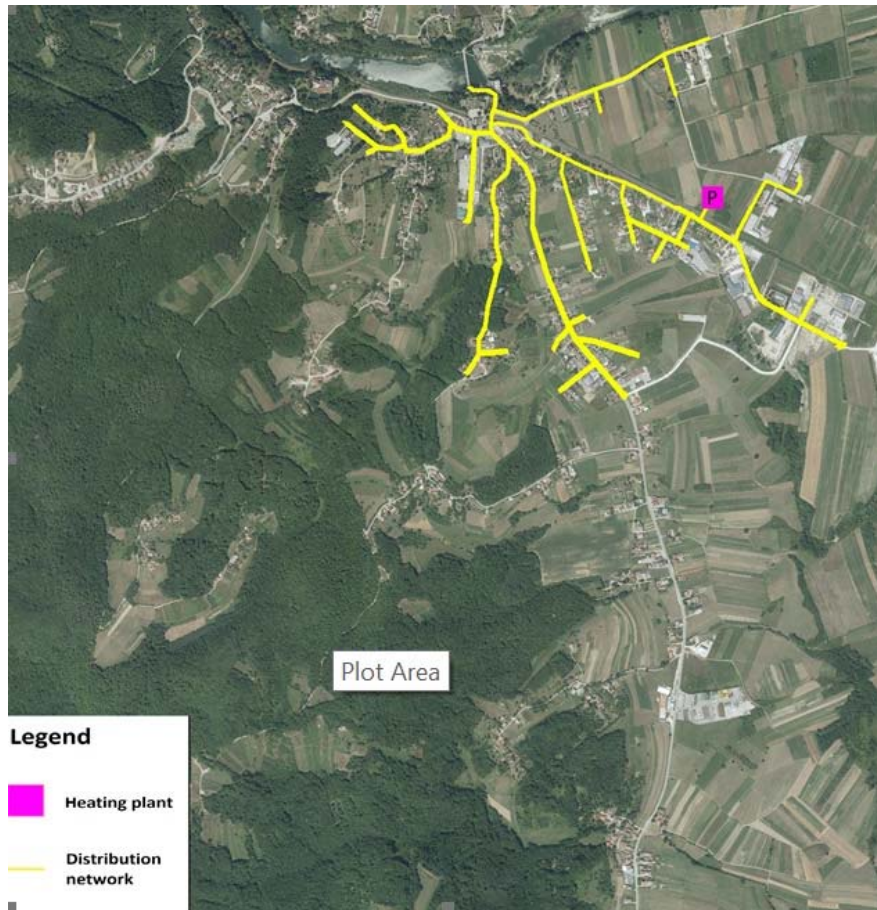 P
Plot Area
Legend
Heating plant
Distribution
network